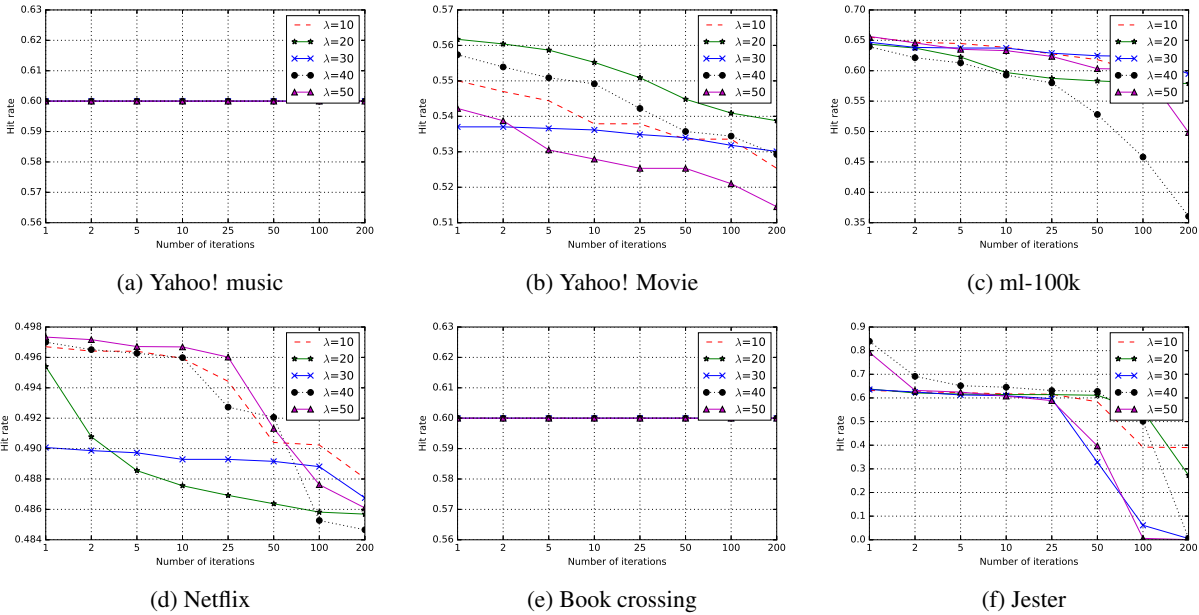 0.63
0.62
0.61
0.60
0.59
0.58
0.57
0.56
Hit rate
1 2 5 10 25 50 100 200
Number of iterations
λ=10
λ=20
λ=30
λ=40
λ=50
(a) Yahoo! music
0.57
0.56
0.55
0.54
0.53
0.52
0.51
Hit rate
1 2 5 10 25 50 100 200
Number of iterations
λ=10
λ=20
λ=30
λ=40
λ=50
(b) Yahoo! Movie
0.70
0.65
0.60
0.55
0.50
0.45
0.40
0.35
Hit rate
1 2 5 10 25 50 100 200
Number of iterations
λ=10
λ=20
λ=30
λ=40
λ=50
(c) ml-100k
0.498
0.496
0.494
0.492
0.490
0.488
0.486
0.484
Hit rate
1 2 5 10 25 50 100 200
Number of iterations
λ=10
λ=20
λ=30
λ=40
λ=50
(d) Netflix
0.63
0.62
0.61
0.60
0.59
0.58
0.57
0.56
Hit rate
1 2 5 10 25 50 100 200
Number of iterations
λ=10
λ=20
λ=30
λ=40
λ=50
(e) Book crossing
0.9
0.8
0.7
0.6
0.5
0.4
0.3
0.2
0.1
0.0
Hit rate
1 2 5 10 25 50 100 200
Number of iterations
λ=10
λ=20
λ=30
λ=40
λ=50
(f) Jester